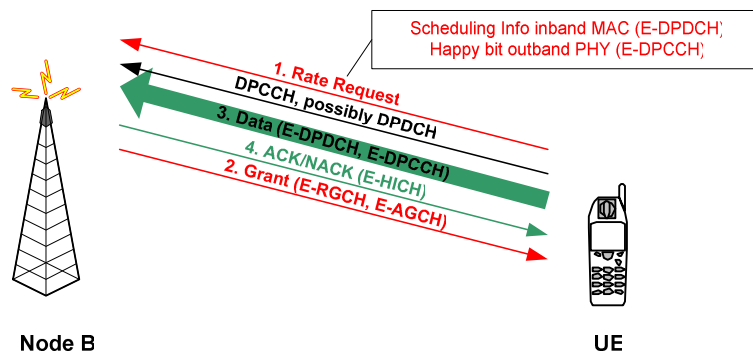 Scheduling Info inband MAC (E-DPDCH)
Happy bit outband PHY (E-DPCCH)
1. Rate Request
DPCCH, possibly DPDCH
3. Data (E-DPDCH, E-DPCCH)
4. ACK/NACK (E-HICH)
2. Grant (E-RGCH, E-AGCH)
Node B
UE